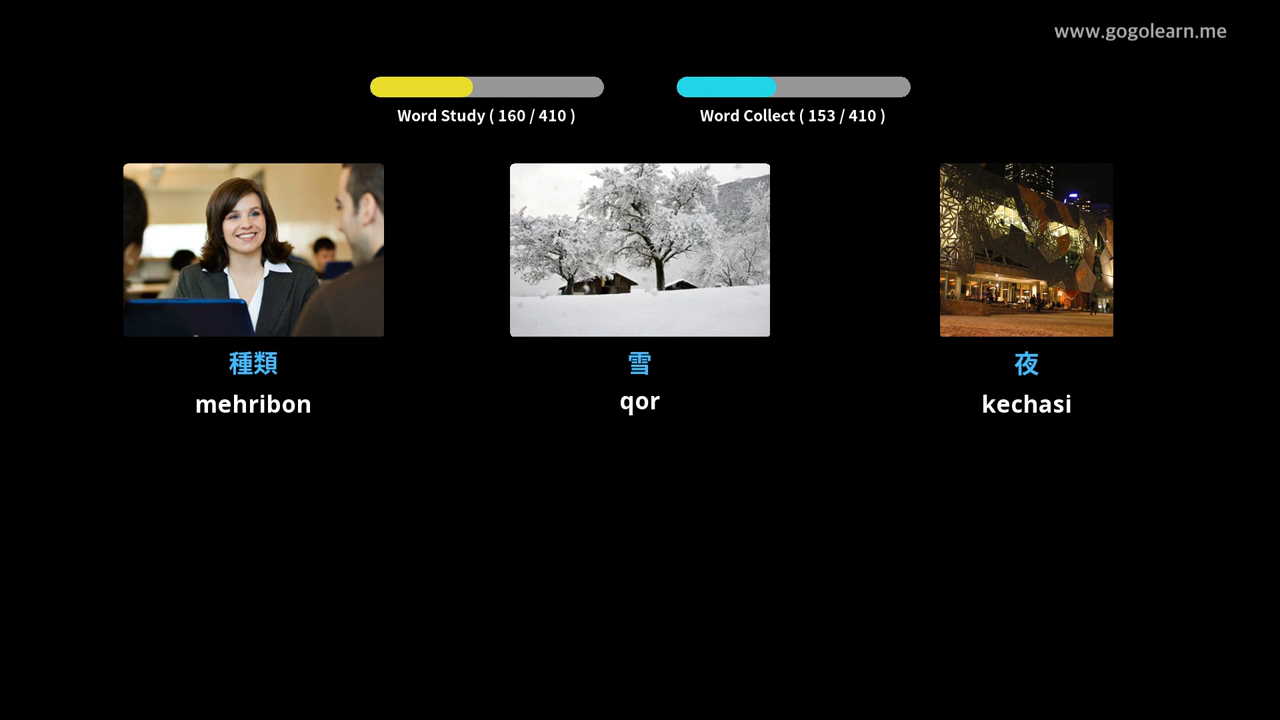 www.gogolearn.me
Word Study ( 160 / 410 )
Word Collect ( 153 / 410 )
種類
雪
夜
mehribon
qor
kechasi